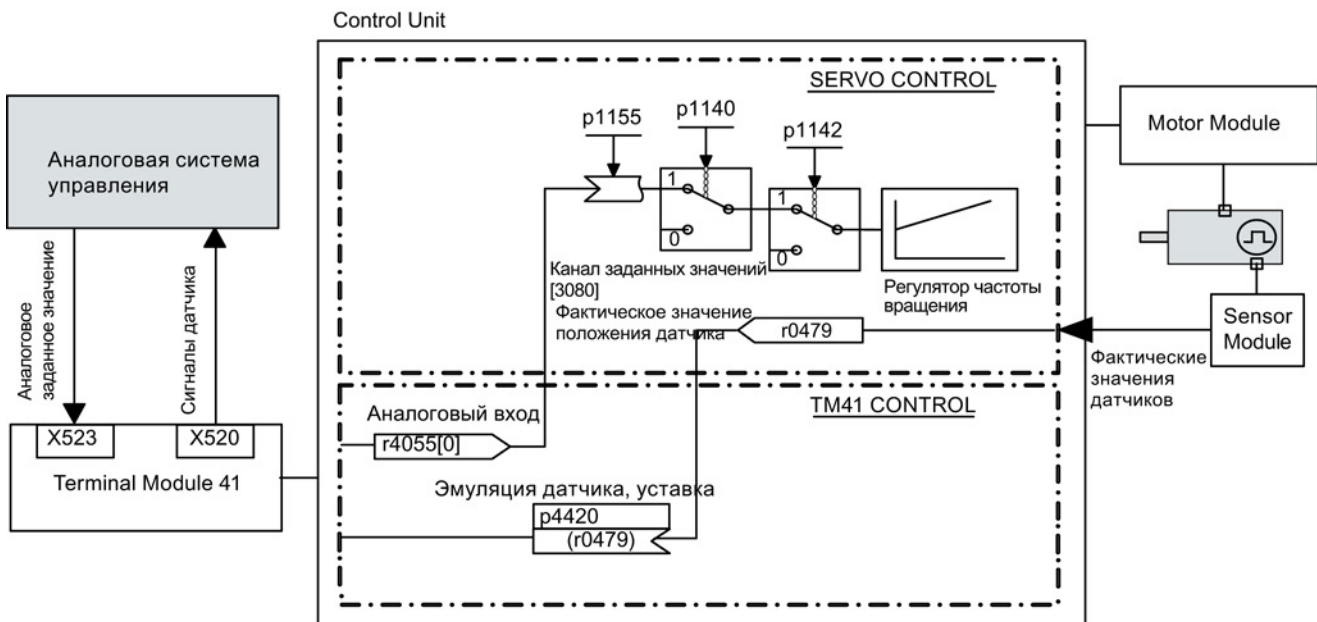 Control Unit
SERVO CONTROL
p1155
p1140
p1142
1
0
1
0
Канал заданных значений
[3080]
Регулятор частоты
вращения
Фактическое значение
положения датчика
r0479
Аналоговая система
управления
Аналоговое
заданное значение
Сигналы датчика
X523
X520
Terminal Module 41
Motor Module
Sensor
Module
Фактические
значения
датчиков
TM41 CONTROL
Аналоговый вход
r4055[0]
Эмуляция датчика, уставка
p4420
(r0479)